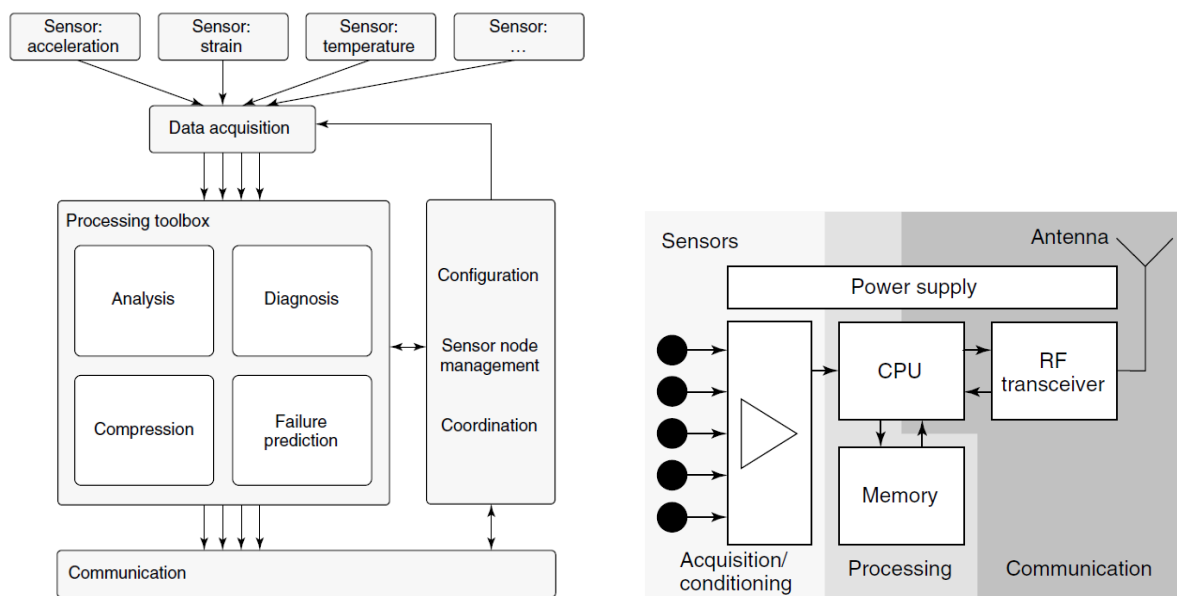 Sensor:
acceleration
Sensor:
strain
Sensor:
temperature
Sensor:
...
Data acquisition
Processing toolbox
Analysis
Diagnosis
Compression
Failure
prediction
Configuration
Sensor node
management
Coordination
Communication
Sensors
Antenna
Power supply
CPU
RF
transceiver
Memory
Acquisition/
conditioning
Processing
Communication